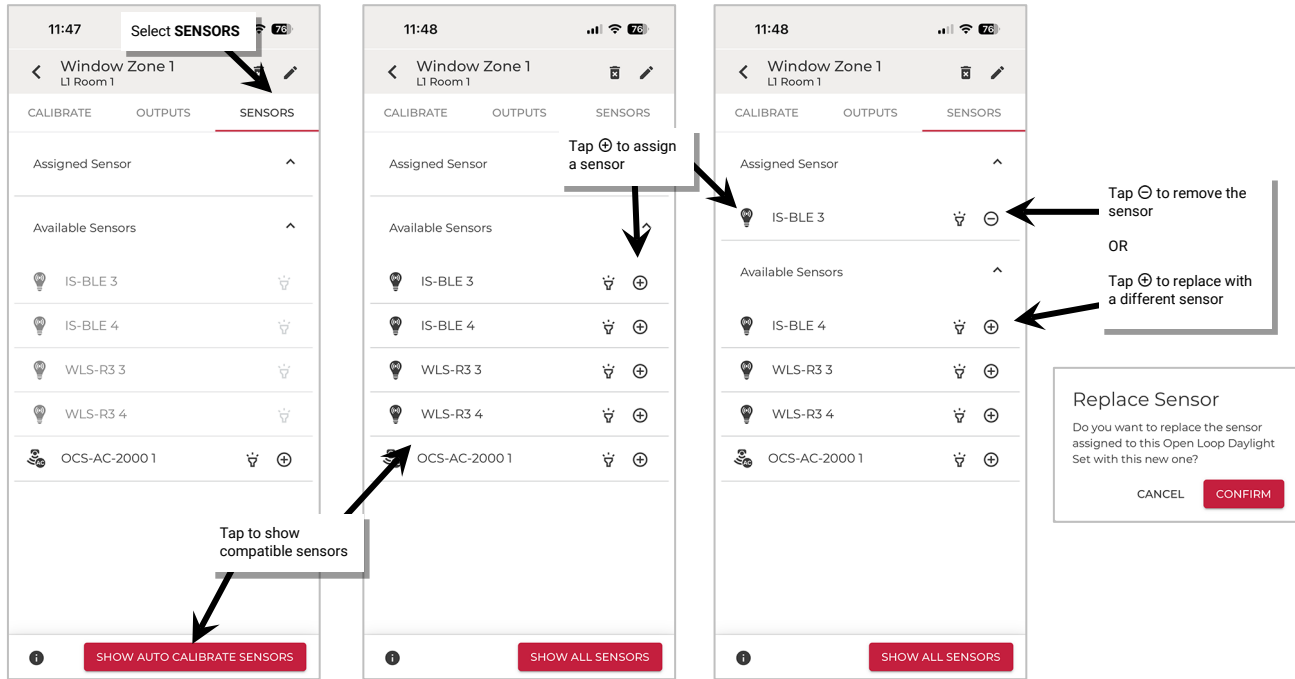 11:47
76
Select SENSORS
Window Zone 1
L1 Room 1
CALIBRATE OUTPUTS SENSORS
Assigned Sensor
Available Sensors
IS-BLE 3
IS-BLE 4
WLS-R3 3
WLS-R3 4
AC OCS-AC-2000 1
Tap to show
compatible sensors
SHOW AUTO CALIBRATE SENSORS
11:48
76
Window Zone 1
L1 Room 1
CALIBRATE OUTPUTS SENSORS
Tap ⊕ to assign
a sensor
Assigned Sensor
Available Sensors
IS-BLE 3
IS-BLE 4
WLS-R3 3
WLS-R3 4
OCS-AC-2000 1
SHOW ALL SENSORS
11:48
76
Window Zone 1
L1 Room 1
CALIBRATE OUTPUTS SENSORS
Assigned Sensor
IS-BLE 3
Available Sensors
IS-BLE 4
WLS-R3 3
WLS-R3 4
AC OCS-AC-2000 1
SHOW ALL SENSORS
Tap ⊖ to remove the
sensor
OR
Tap ⊕ to replace with
a different sensor
Replace Sensor
Do you want to replace the sensor
assigned to this Open Loop Daylight
Set with this new one?
CANCEL CONFIRM